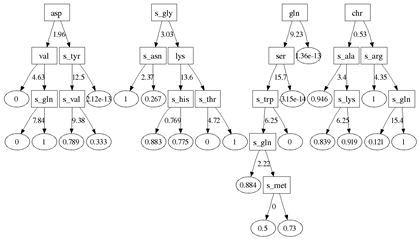 asp s_gly gln chr
1.96 3.03 9.23 0.53
val s_tyr s_asn lys ser 1.36e-13 s_ala s_arg
4.63 12.5 2.37 13.6 15.7 3.4 4.35
0 s_gln s_val 2.12e-13 1 0.267 s_his s_thr s_trp 3.15e-14 0.946 s_lys 1 s_gln
7.84 9.38 0.769 4.72 6.25 6.25 15.4
0 1 0.789 0.333 0.883 0.775 0 1 s_gln 0 0.839 0.919 0.121 1
2.22
0.884 s_met
0
0.5 0.73